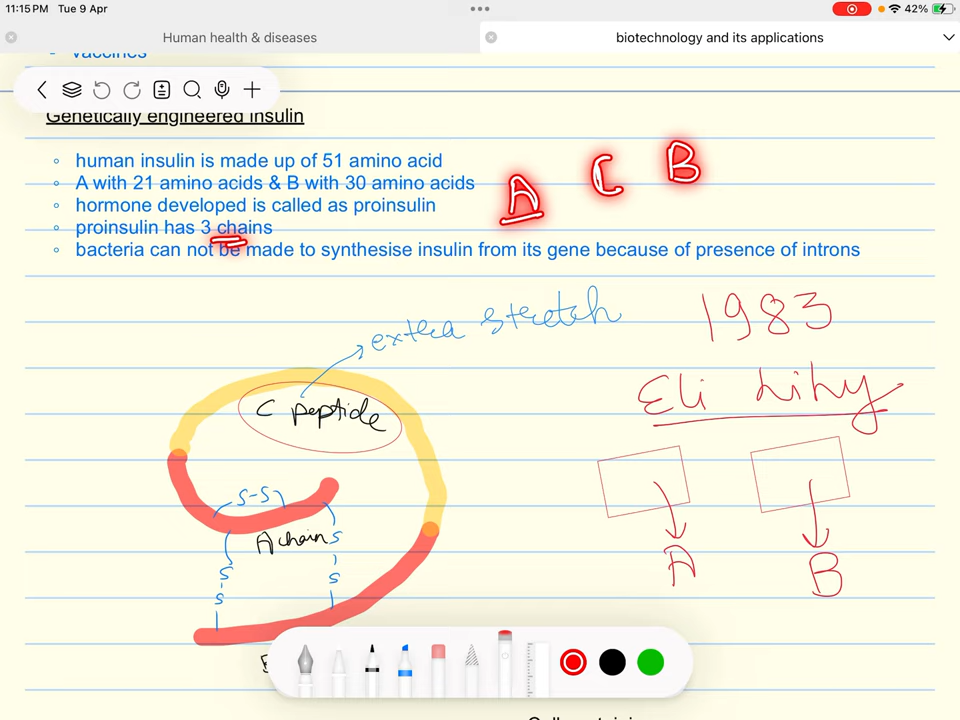 11:15 PM Tue 9 Apr
42%
Human health & diseases
biotechnology and its applications
vaccines
Genetically engineered insulin
human insulin is made up of 51 amino acid
A with 21 amino acids & B with 30 amino acids
hormone developed is called as proinsulin
proinsulin has 3 chains
bacteria can not be made to synthesise insulin from its gene because of presence of introns
A C B
extra stretch
1983
C peptide
Eli Lilly
S-S
A chain
S
S
S
S
A
B